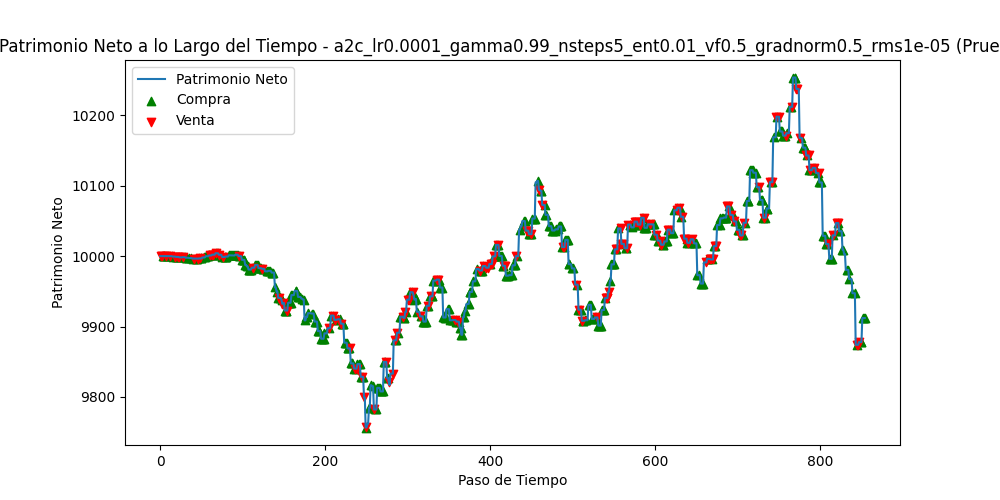 Patrimonio Neto a lo Largo del Tiempo - a2c_lr0.0001_gamma0.99_nsteps5_ent0.01_vf0.5_gradnorm0.5_rms1e-05 (Prue
Patrimonio Neto
Compra
Venta
10200
10100
10000
9900
9800
Patrimonio Neto
0 200 400 600 800
Paso de Tiempo